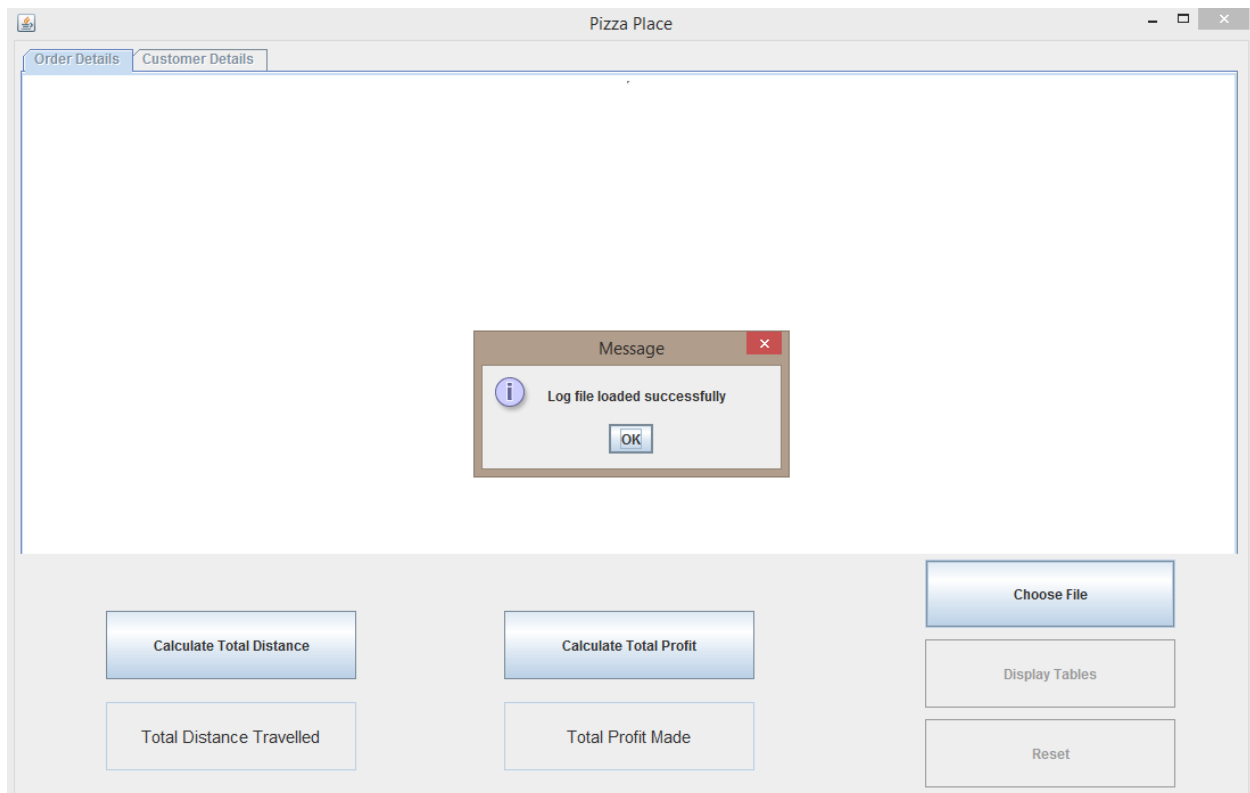 Pizza Place
Order Details Customer Details
Message
Log file loaded successfully
OK
Choose File
Calculate Total Distance Calculate Total Profit
Display Tables
Total Distance Travelled Total Profit Made
Reset